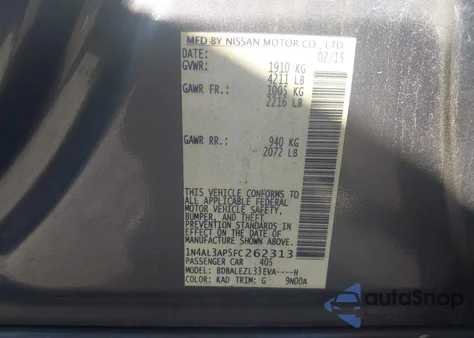 MFD BY NISSAN MOTOR CO., LTD.
02/15
GVWR: 1910 KG
4211 LB
GAWR FR.: 1005 KG
2216 LB
GAWR RR.: 940 KG
2072 LB
THIS VEHICLE CONFORMS TO
ALL APPLICABLE FEDERAL
MOTOR VEHICLE SAFETY,
BUMPER, AND THEFT
PREVENTION STANDARDS
IN EFFECT ON THE DATE OF
MANUFACTURE SHOWN ABOVE.
1N4AL3AP5FC262313
PASSENGER CAR 405
MODEL: BDBALEZL33EVA----H
COLOR: KAD TRIM: G 9N00A
autoSnap